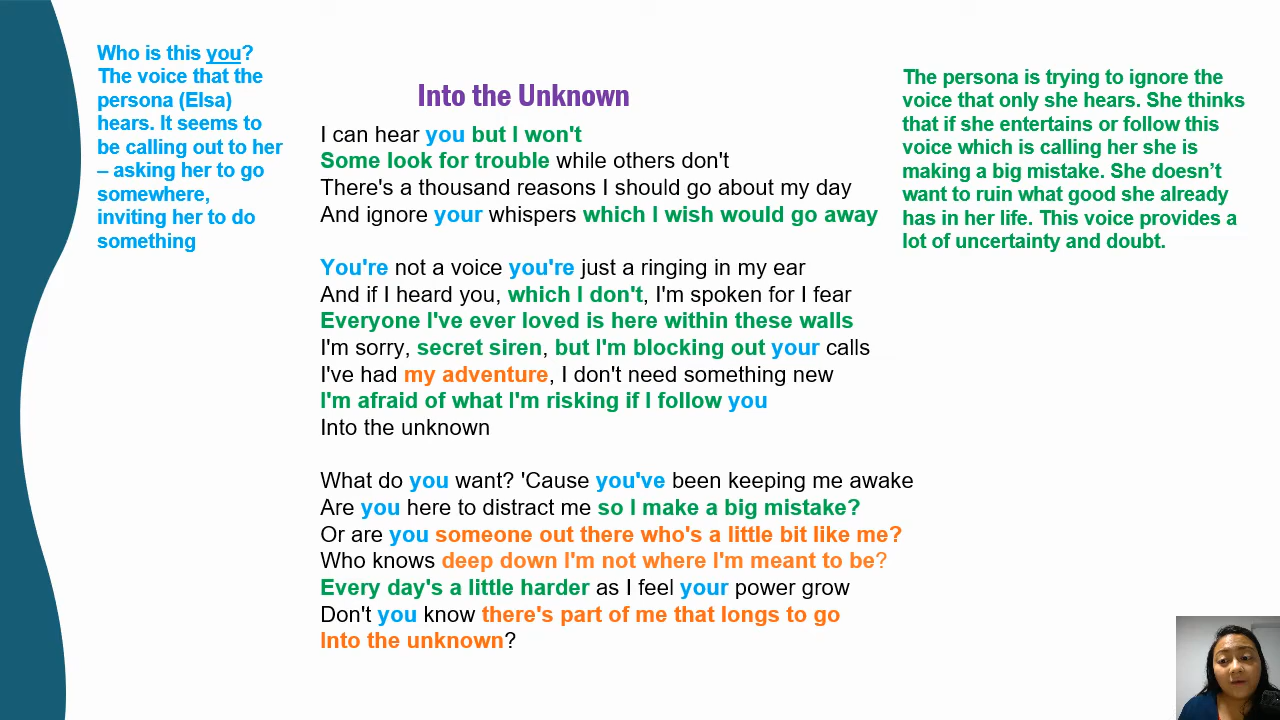 Who is this you?
The voice that the
persona (Elsa)
hears. It seems to
be calling out to her
– asking her to go
somewhere,
inviting her to do
something
Into the Unknown
I can hear you but I won't
Some look for trouble while others don't
There's a thousand reasons I should go about my day
And ignore your whispers which I wish would go away
You're not a voice you're just a ringing in my ear
And if I heard you, which I don't, I'm spoken for I fear
Everyone I've ever loved is here within these walls
I'm sorry, secret siren, but I'm blocking out your calls
I've had my adventure, I don't need something new
I'm afraid of what I'm risking if I follow you
Into the unknown
What do you want? 'Cause you've been keeping me awake
Are you here to distract me so I make a big mistake?
Or are you someone out there who's a little bit like me?
Who knows deep down I'm not where I'm meant to be?
Every day's a little harder as I feel your power grow
Don't you know there's part of me that longs to go
Into the unknown?
The persona is trying to ignore the
voice that only she hears. She thinks
that if she entertains or follow this
voice which is calling her she is
making a big mistake. She doesn’t
want to ruin what good she already
has in her life. This voice provides a
lot of uncertainty and doubt.